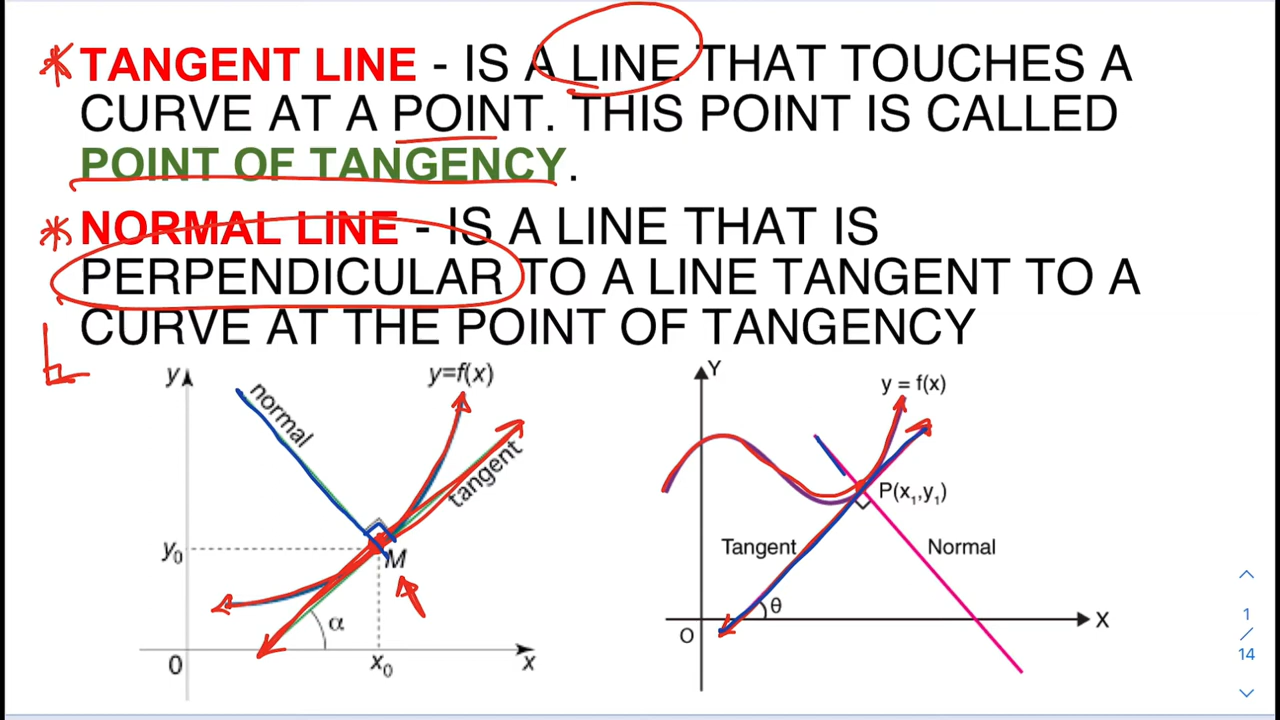 * TANGENT LINE - IS A LINE THAT TOUCHES A
CURVE AT A POINT. THIS POINT IS CALLED
POINT OF TANGENCY.
* NORMAL LINE - IS A LINE THAT IS
PERPENDICULAR TO A LINE TANGENT TO A
CURVE AT THE POINT OF TANGENCY
y
normal
y=f(x)
tangent
y₀
M
α
0
x₀
x
Y
y = f(x)
P(x₁,y₁)
Tangent
Normal
θ
O
X
1
/
14